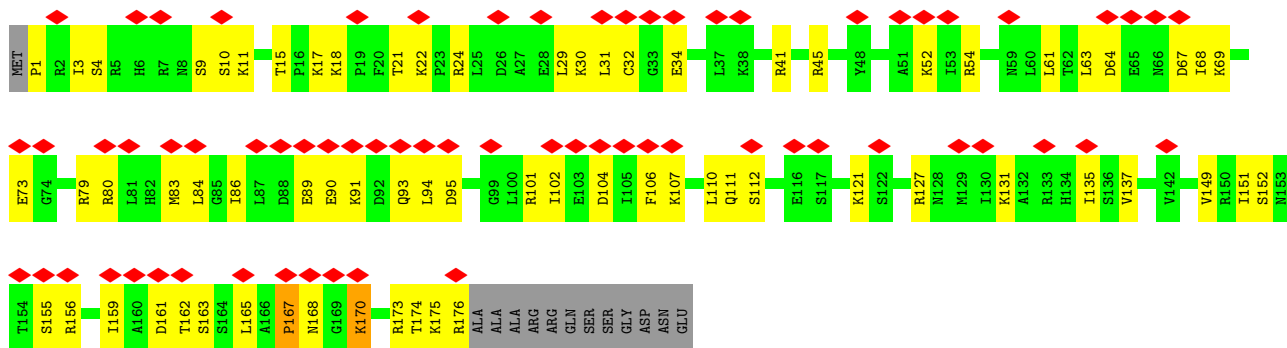 MET P1 R2 I3 S4 R5 H6 R7 N8 S9 S10 K11 T15 P16 K17 K18 P19 F20 T21 K22 P23 R24 L25 D26 A27 E28 L29 K30 L31 C32 G33 E34 L37 K38 R41 R45 Y48 A51 K52 I53 R54 N59 L60 L61 T62 L63 D64 E65 N66 D67 I68 K69
E73 G74 R79 R80 L81 H82 M83 L84 G85 I86 L87 D88 E89 E90 K91 D92 Q93 L94 D95 G99 L100 R101 I102 E103 D104 I105 F106 K107 L110 Q111 S112 E116 S117 K121 S122 R127 N128 M129 I130 K131 A132 R133 H134 I135 S136 V137 V142 V149 R150 I151 S152 N153
T154 S155 R156 I159 A160 D161 T162 S163 S164 L165 A166 P167 N168 G169 K170 R173 T174 K175 R176 ALA ALA ALA ARG ARG GLN SER SER GLY ASP ASN GLU